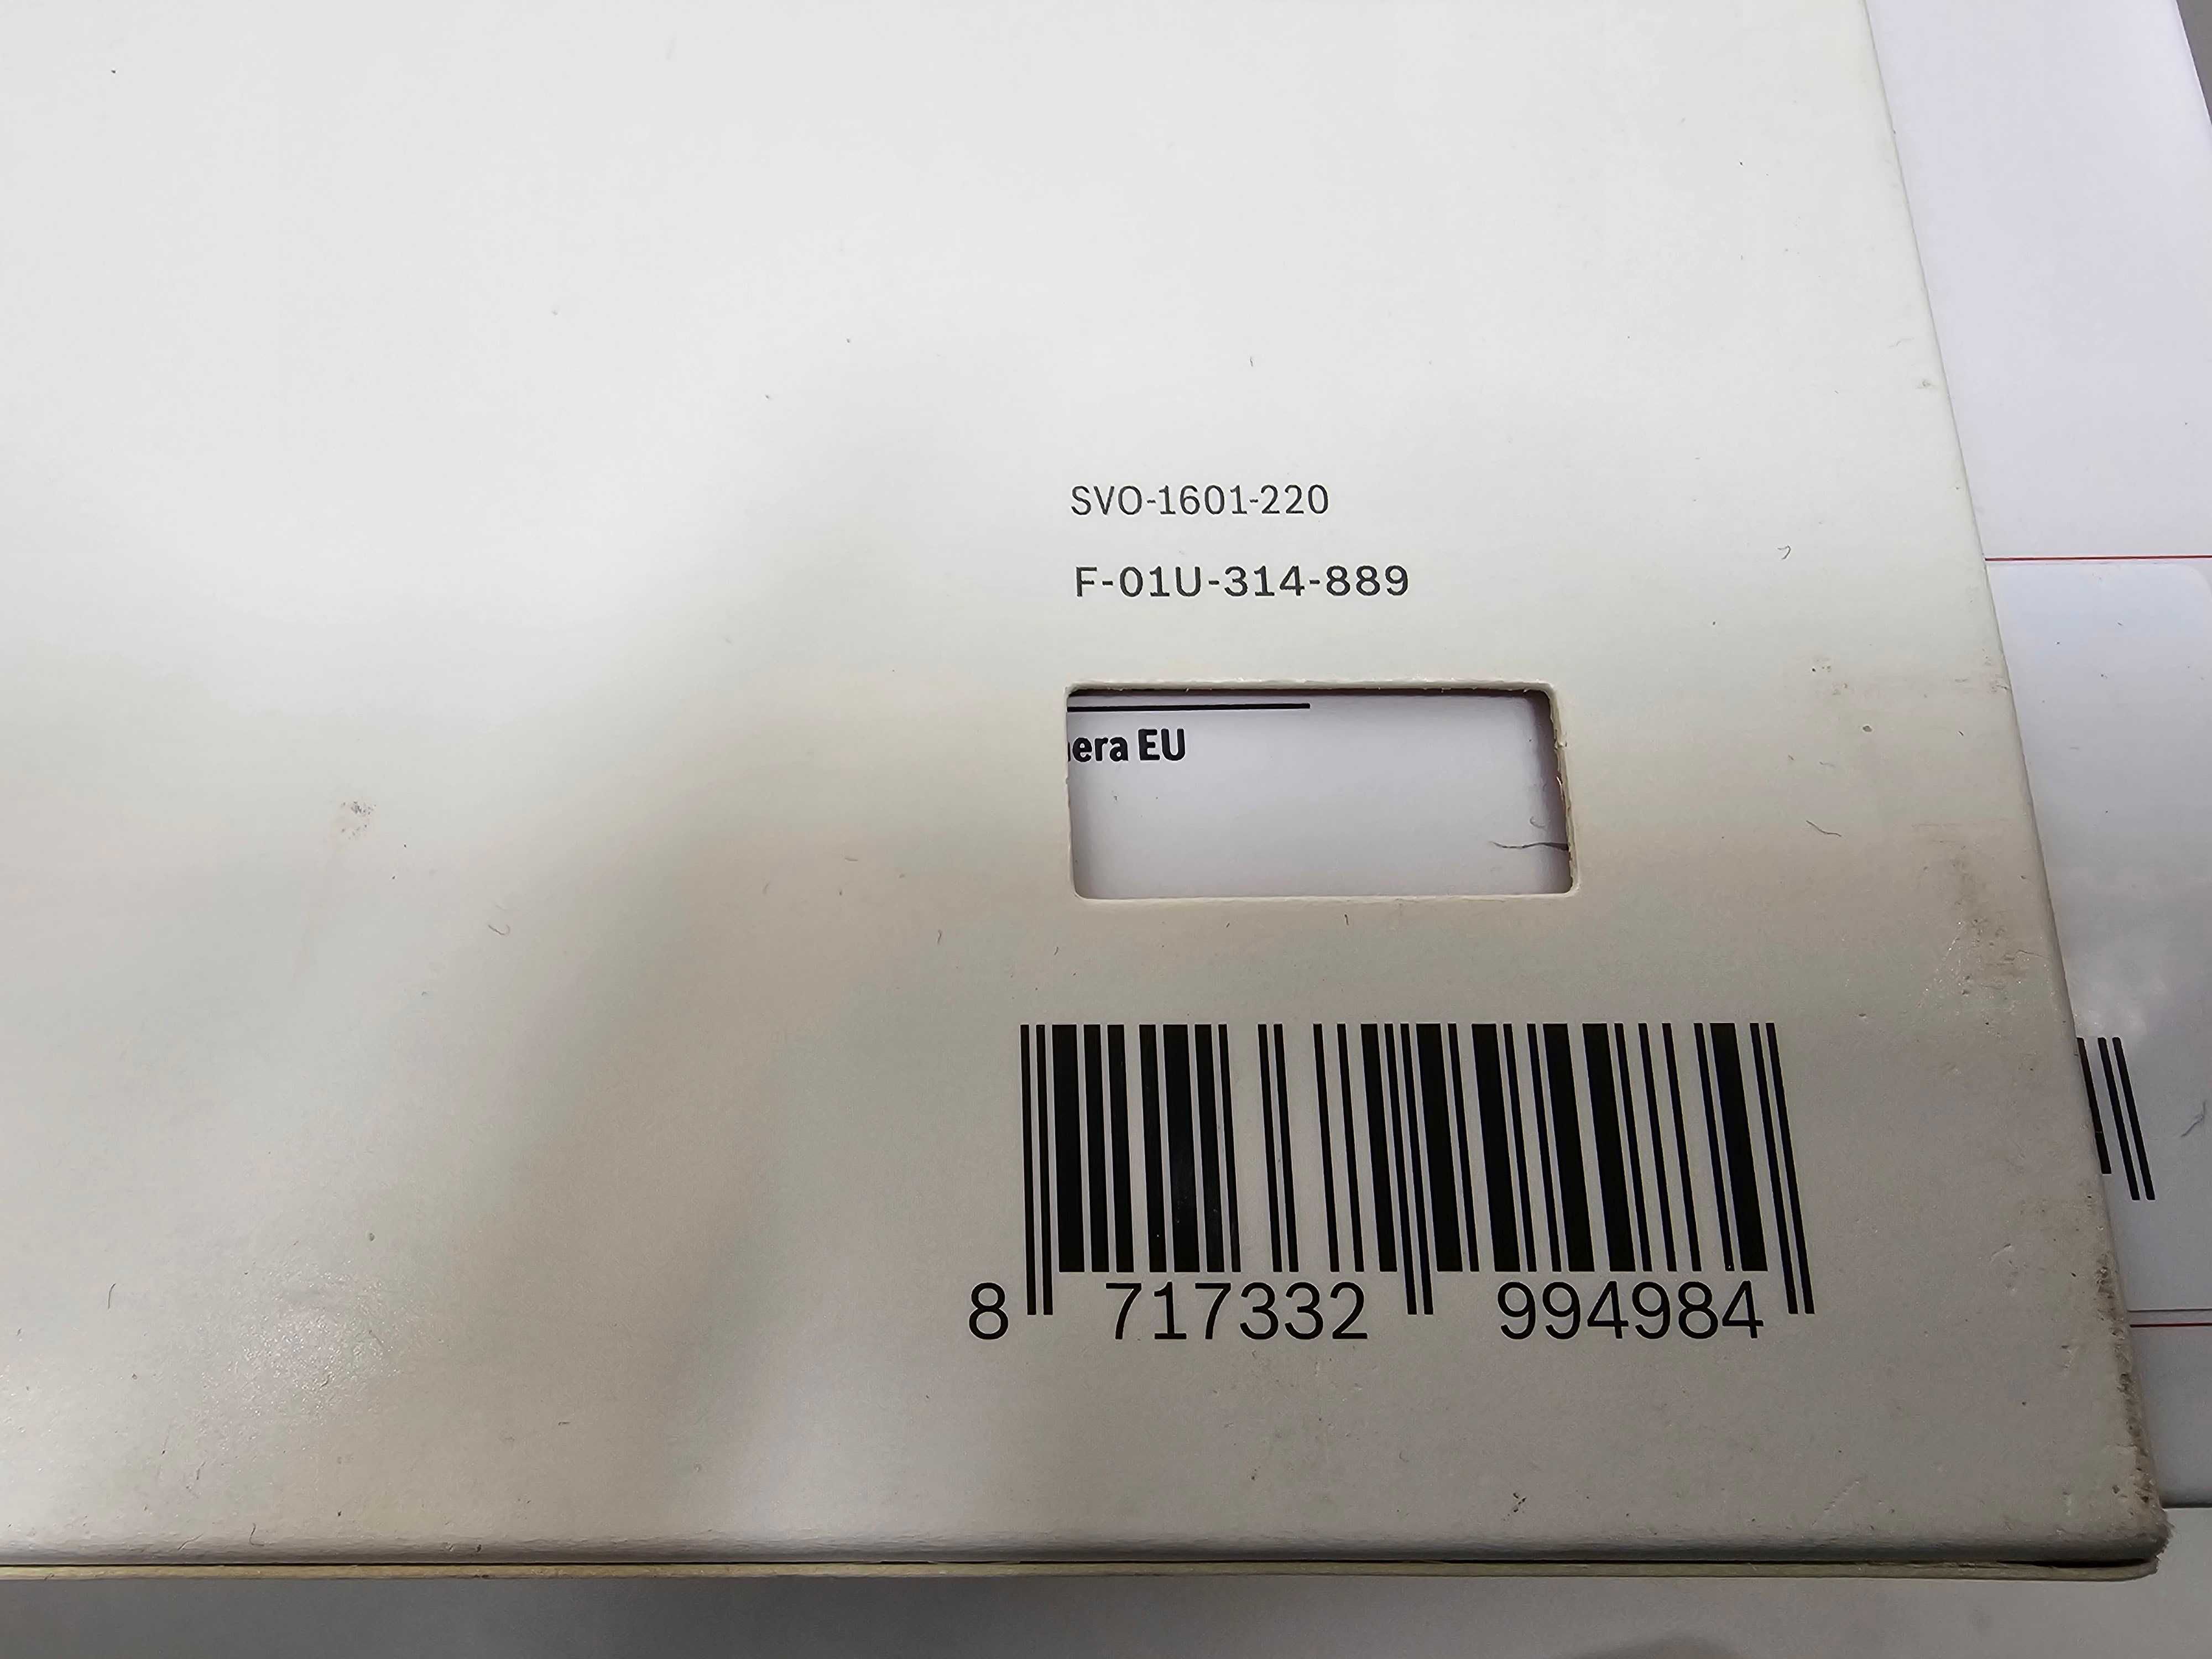 SVO-1601-220
F-01U-314-889
era EU
8 717332 994984